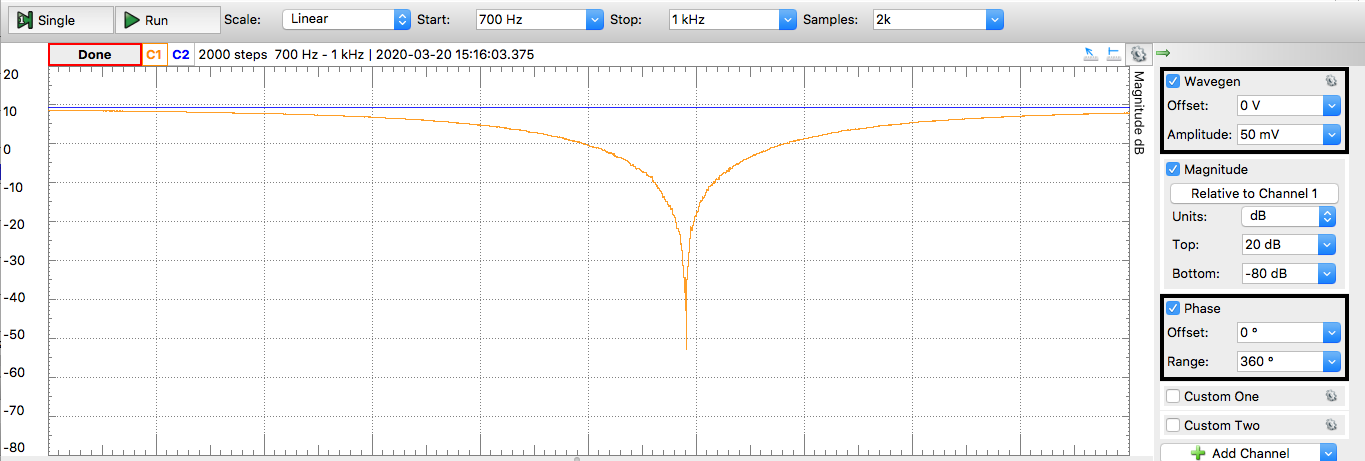 Single Run Scale: Linear Start: 700 Hz Stop: 1 kHz Samples: 2k
Done C1 C2 2000 steps 700 Hz - 1 kHz | 2020-03-20 15:16:03.375
20
10
0
-10
-20
-30
-40
-50
-60
-70
-80
Magnitude dB
Wavegen
Offset: 0 V
Amplitude: 50 mV
Magnitude
Relative to Channel 1
Units: dB
Top: 20 dB
Bottom: -80 dB
Phase
Offset: 0 °
Range: 360 °
Custom One
Custom Two
Add Channel